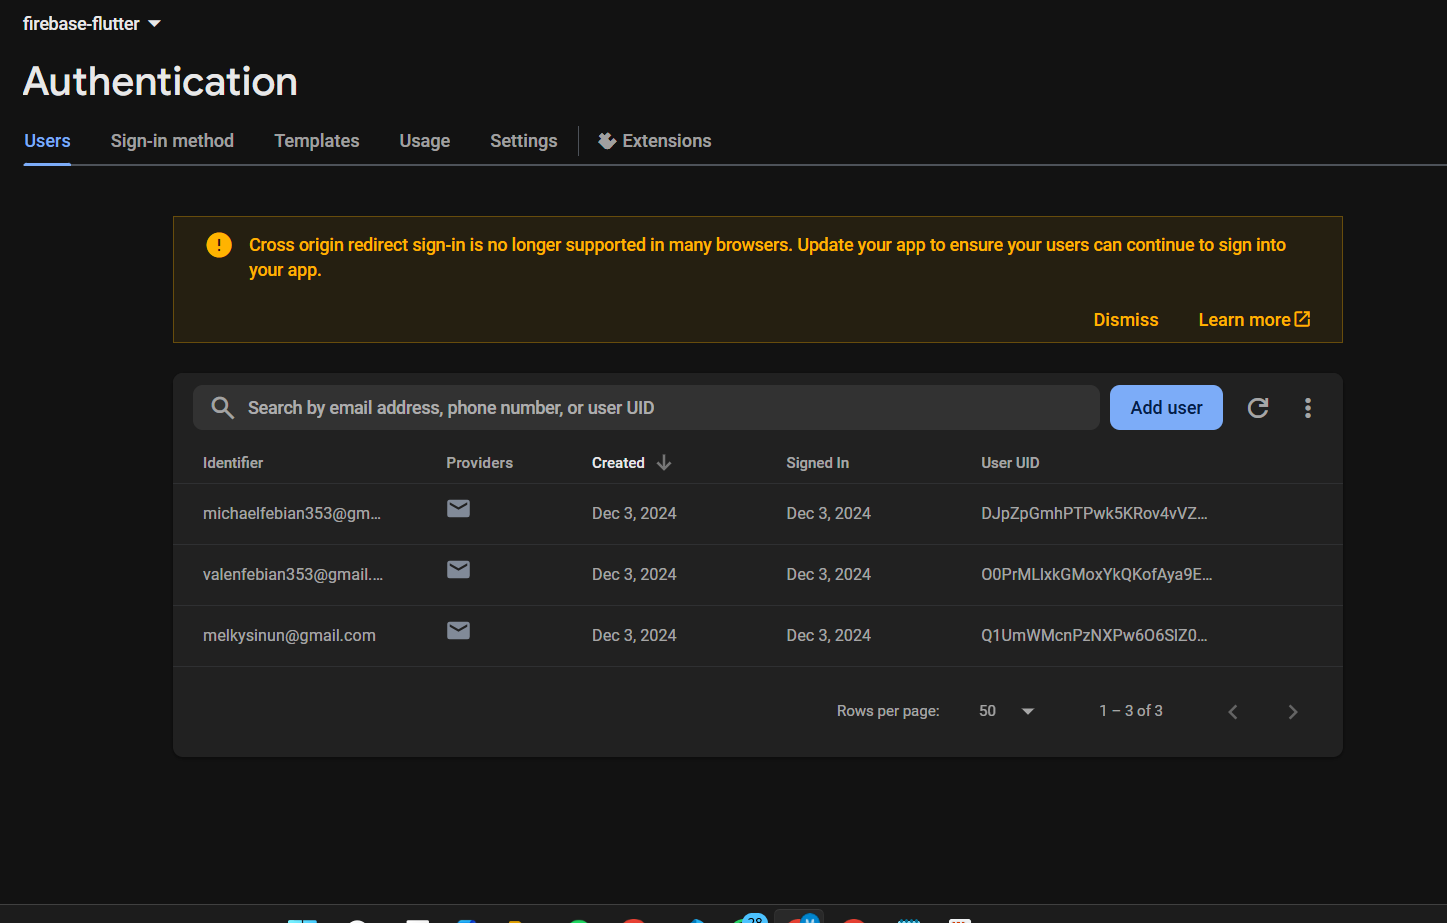 firebase-flutter
Authentication
Users Sign-in method Templates Usage Settings Extensions
Cross origin redirect sign-in is no longer supported in many browsers. Update your app to ensure your users can continue to sign into
your app.
Dismiss Learn more
Search by email address, phone number, or user UID Add user
Identifier Providers Created Signed In User UID
michaelfebian353@gm... Dec 3, 2024 Dec 3, 2024 DJpZpGmhPTPwk5KRov4vVZ...
valenfebian353@gmail.... Dec 3, 2024 Dec 3, 2024 O0PrMLlxkGMoxYkQKofAya9E...
melkysinun@gmail.com Dec 3, 2024 Dec 3, 2024 Q1UmWMcnPzNXPw6O6SlZ0...
Rows per page: 50 1 – 3 of 3
28 M